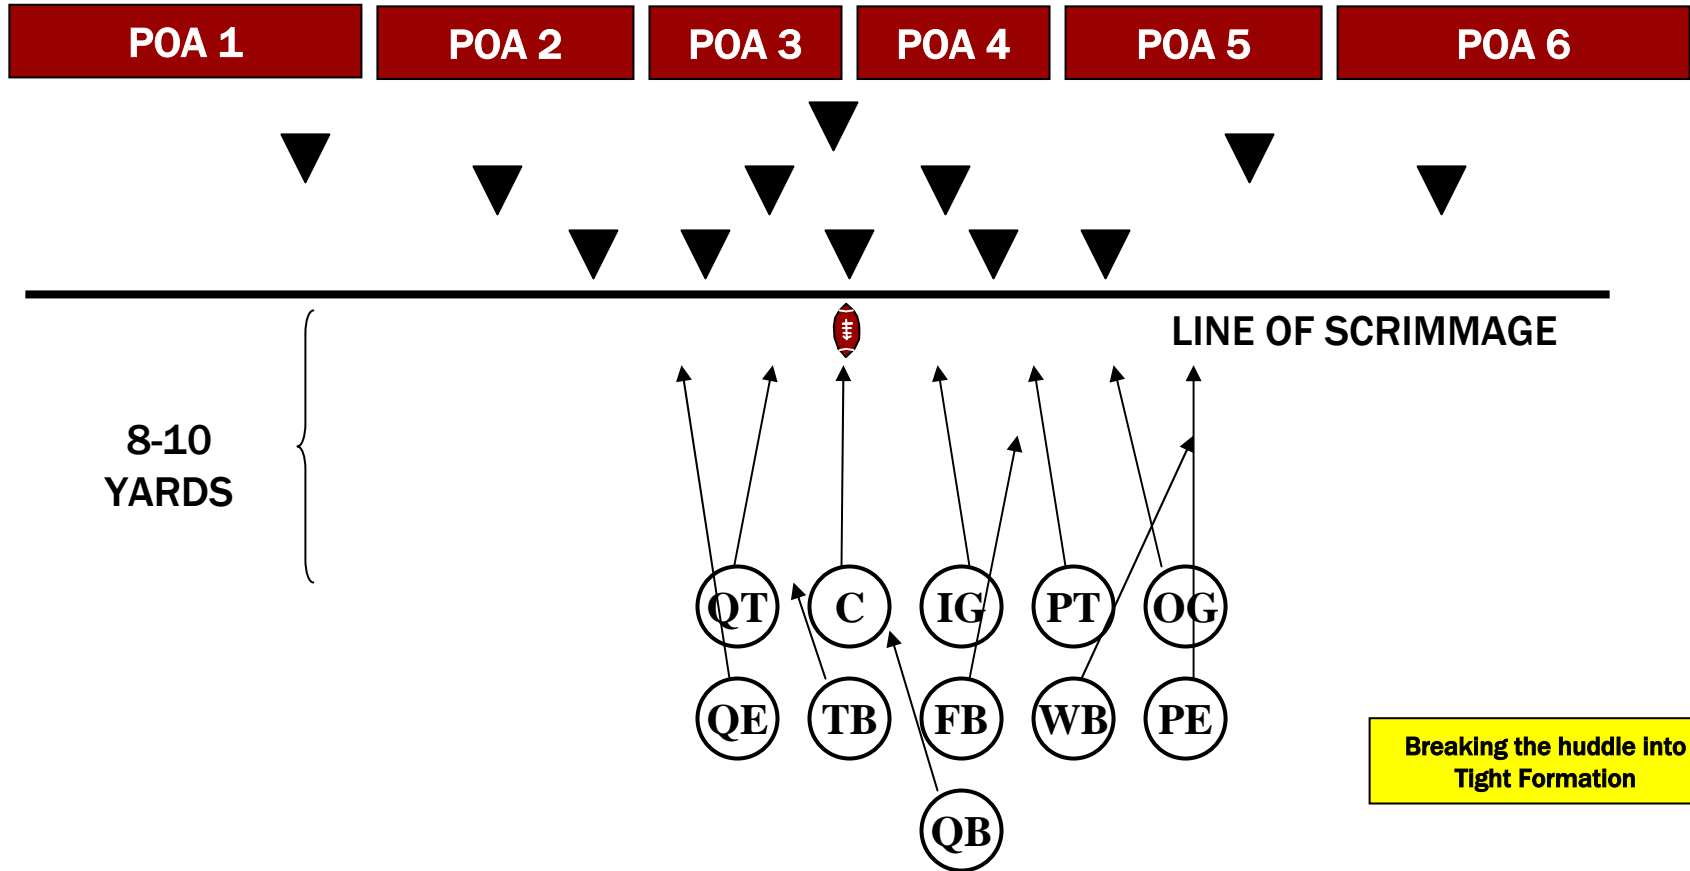 POA 1 POA 2 POA 3 POA 4 POA 5 POA 6
LINE OF SCRIMMAGE
8-10
YARDS
QT C IG PT OG
QE TB FB WB PE
QB
Breaking the huddle into
Tight Formation